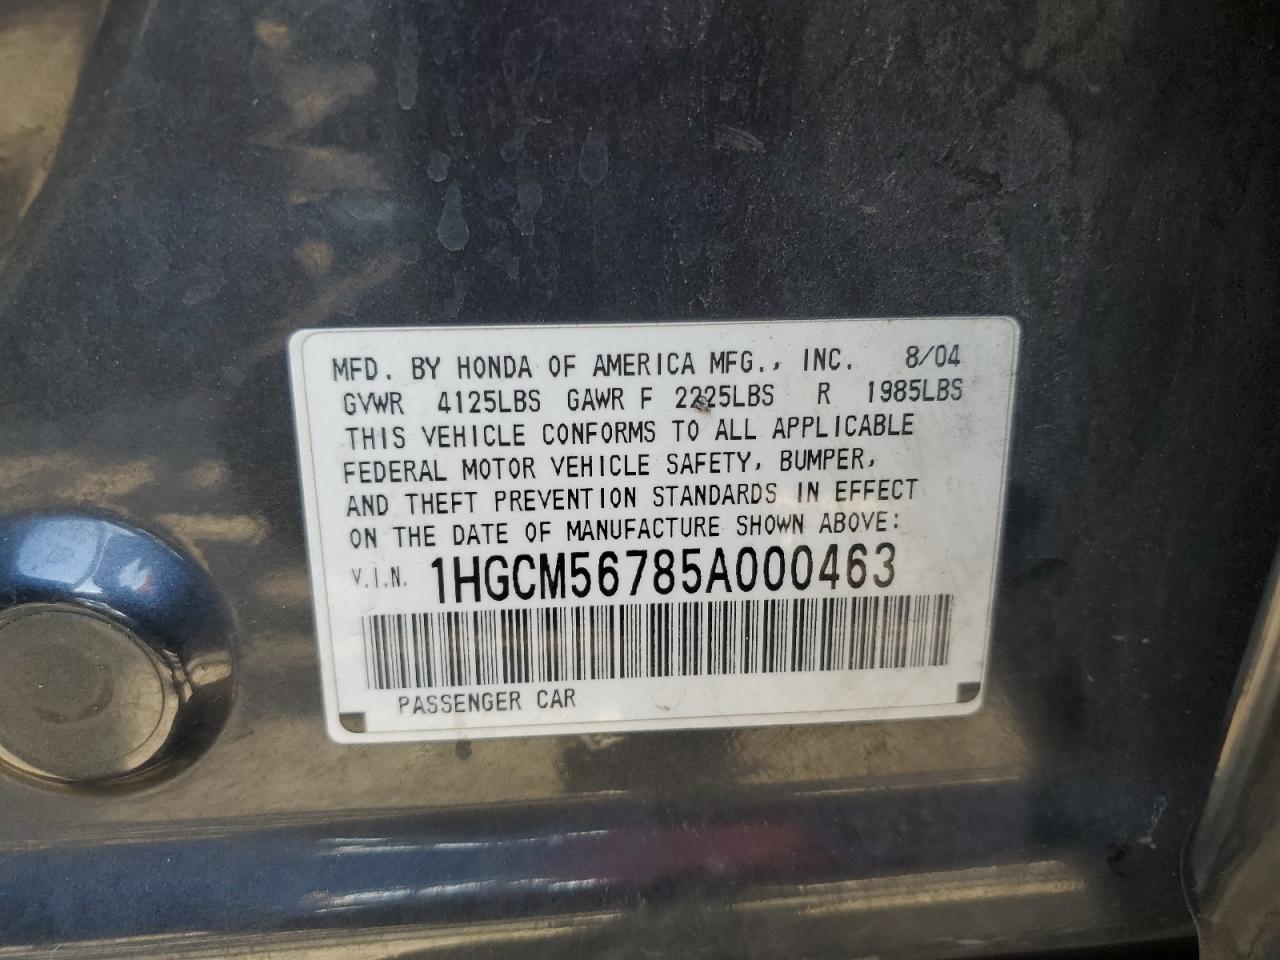 MFD. BY HONDA OF AMERICA MFG., INC. 8/04
GVWR 4125LBS GAWR F 2225LBS R 1985LBS
THIS VEHICLE CONFORMS TO ALL APPLICABLE
FEDERAL MOTOR VEHICLE SAFETY, BUMPER,
AND THEFT PREVENTION STANDARDS IN EFFECT
ON THE DATE OF MANUFACTURE SHOWN ABOVE:
V.I.N. 1HGCM56785A000463
PASSENGER CAR